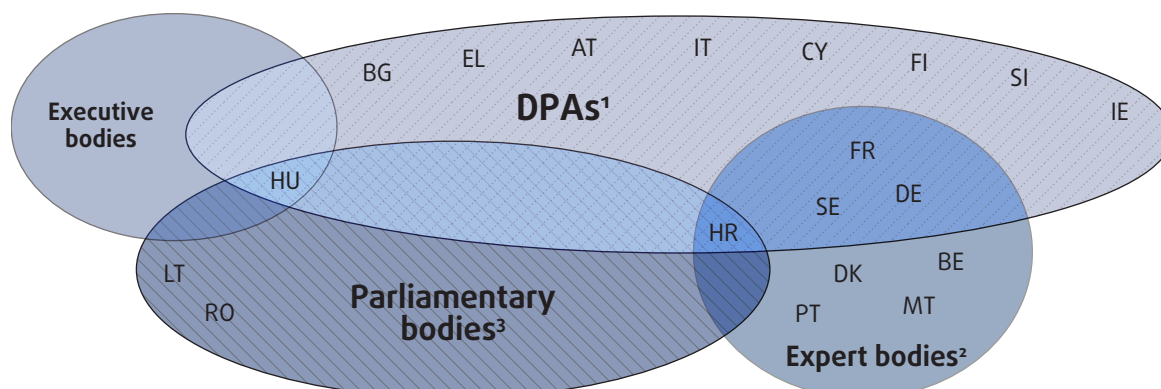 BG EL AT IT CY FI SI IE
Executive
bodies
DPAs¹
FR
HU
SE DE
HR
LT
DK BE
RO
Parliamentary
bodies³
PT MT
Expert bodies²